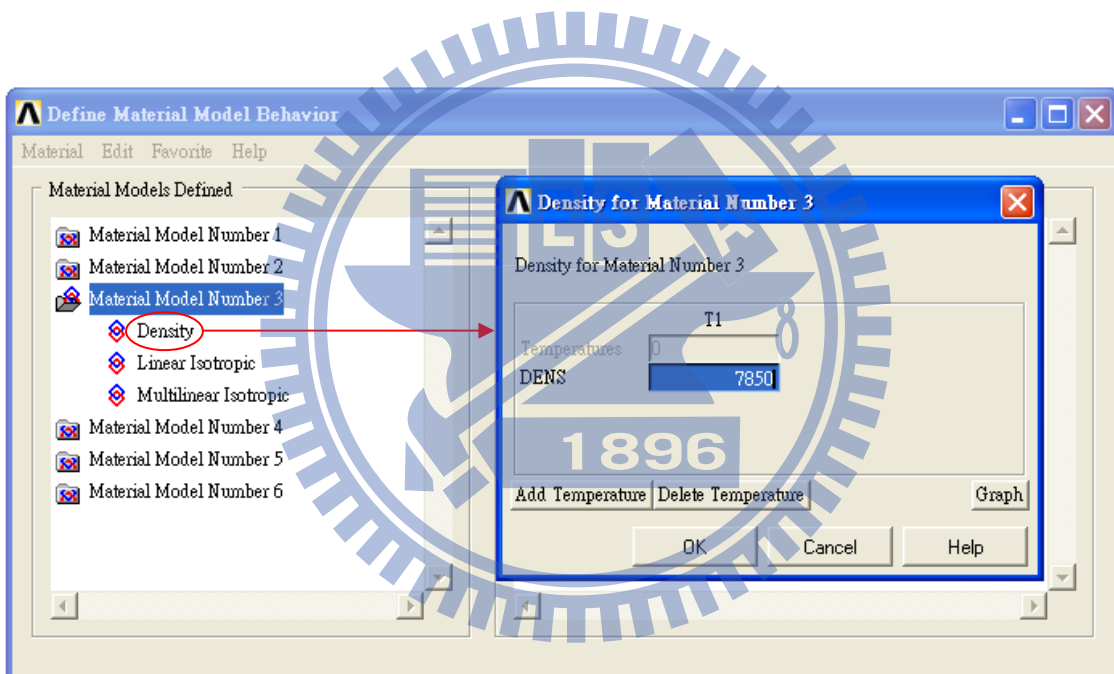 Define Material Model Behavior
Material Edit Favorite Help
Material Models Defined
Material Model Number 1
Material Model Number 2
Material Model Number 3
Density
Linear Isotropic
Multilinear Isotropic
Material Model Number 4
Material Model Number 5
Material Model Number 6
Density for Material Number 3
Density for Material Number 3
T1
Temperatures 0
DENS 7850
Add Temperature Delete Temperature Graph
OK Cancel Help
E S A
8
1896